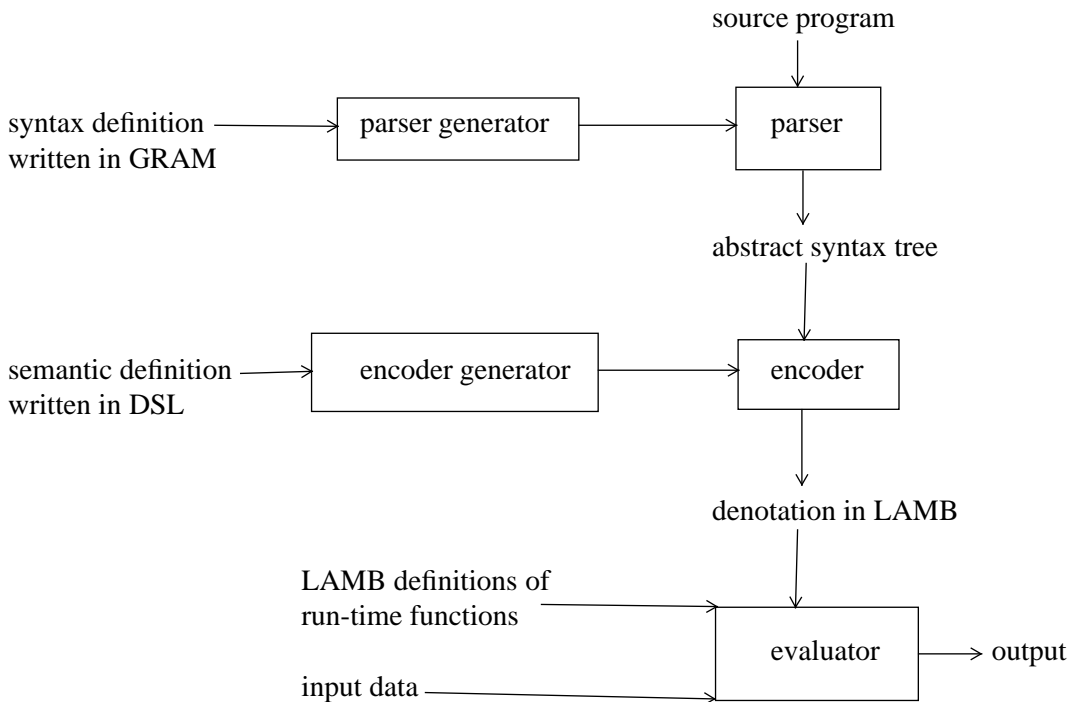 source program
syntax definition
written in GRAM
parser generator
parser
abstract syntax tree
semantic definition
written in DSL
encoder generator
encoder
denotation in LAMB
LAMB definitions of
run-time functions
evaluator
output
input data